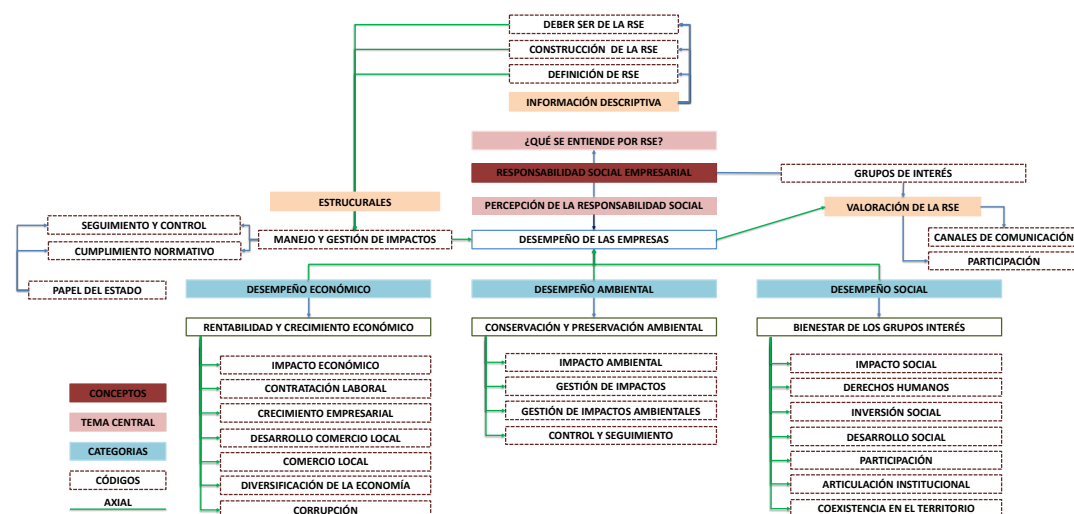 DEBER SER DE LA RSE
CONSTRUCCIÓN DE LA RSE
DEFINICIÓN DE RSE
INFORMACIÓN DESCRIPTIVA
¿QUÉ SE ENTIENDE POR RSE?
RESPONSABILIDAD SOCIAL EMPRESARIAL
GRUPOS DE INTERÉS
ESTRUCURALES
PERCEPCIÓN DE LA RESPONSABILIDAD SOCIAL
VALORACIÓN DE LA RSE
SEGUIMIENTO Y CONTROL
MANEJO Y GESTIÓN DE IMPACTOS
DESEMPEÑO DE LAS EMPRESAS
CANALES DE COMUNICACIÓN
CUMPLIMIENTO NORMATIVO
PARTICIPACIÓN
PAPEL DEL ESTADO
DESEMPEÑO ECONÓMICO
DESEMPEÑO AMBIENTAL
DESEMPEÑO SOCIAL
RENTABILIDAD Y CRECIMIENTO ECONÓMICO
CONSERVACIÓN Y PRESERVACIÓN AMBIENTAL
BIENESTAR DE LOS GRUPOS INTERÉS
IMPACTO ECONÓMICO
CONTRATACIÓN LABORAL
CRECIMIENTO EMPRESARIAL
DESARROLLO COMERCIO LOCAL
COMERCIO LOCAL
DIVERSIFICACIÓN DE LA ECONOMÍA
CORRUPCIÓN
IMPACTO AMBIENTAL
GESTIÓN DE IMPACTOS
GESTIÓN DE IMPACTOS AMBIENTALES
CONTROL Y SEGUIMIENTO
IMPACTO SOCIAL
DERECHOS HUMANOS
INVERSIÓN SOCIAL
DESARROLLO SOCIAL
PARTICIPACIÓN
ARTICULACIÓN INSTITUCIONAL
COEXISTENCIA EN EL TERRITORIO
CONCEPTOS
TEMA CENTRAL
CATEGORIAS
CÓDIGOS
AXIAL